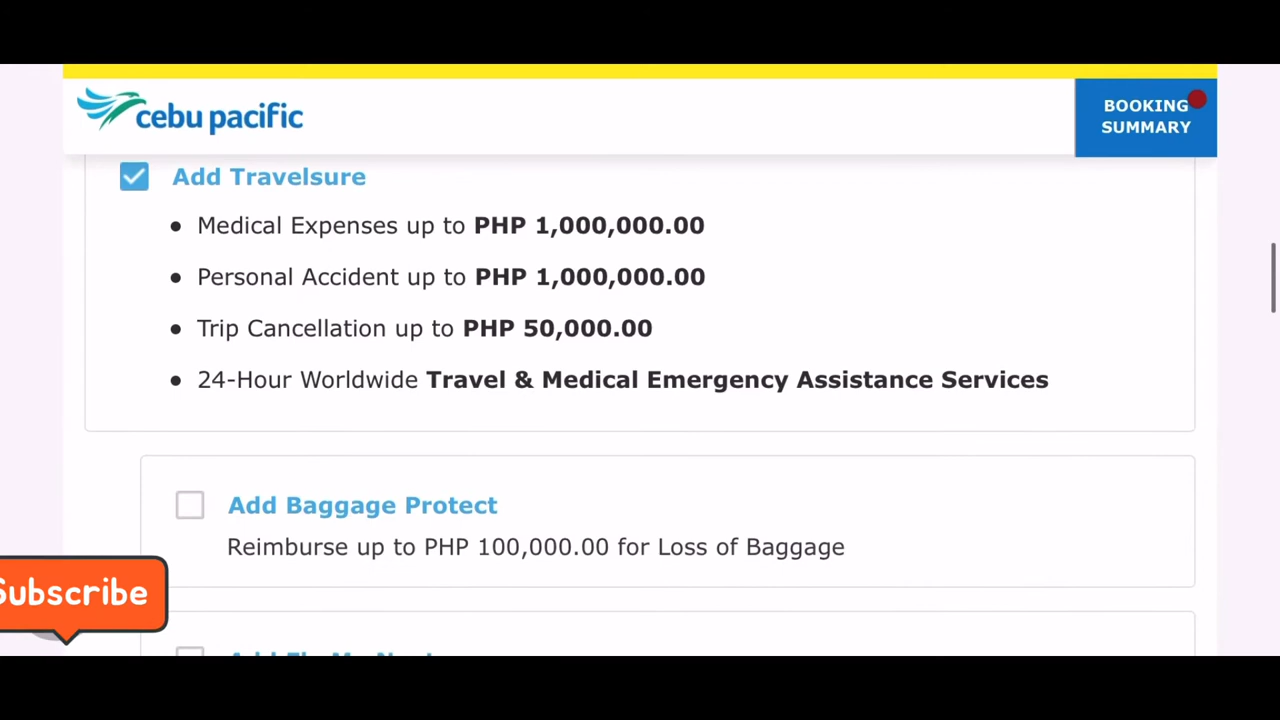 cebu pacific
BOOKING
SUMMARY
Add Travelsure
• Medical Expenses up to PHP 1,000,000.00
• Personal Accident up to PHP 1,000,000.00
• Trip Cancellation up to PHP 50,000.00
• 24-Hour Worldwide Travel & Medical Emergency Assistance Services
Add Baggage Protect
Reimburse up to PHP 100,000.00 for Loss of Baggage
Subscribe